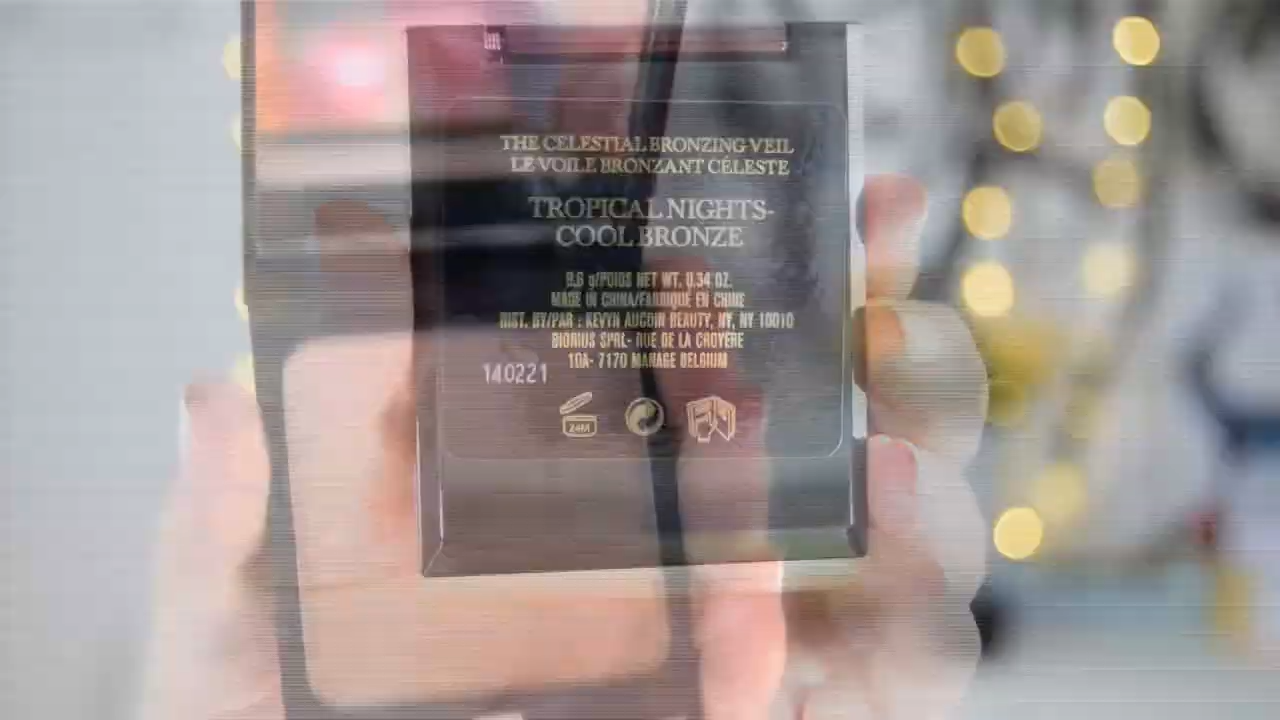 THE CELESTIAL BRONZING VEIL
LE VOILE BRONZANT CÉLESTE
TROPICAL NIGHTS-
COOL BRONZE
9.6 g/POIDS NET WT. 0.34 OZ.
MADE IN CHINA/FABRIQUÉ EN CHINE
DIST. BY/PAR : KEVYN AUCOIN BEAUTY, NY, NY 10010
BIORIUS SPRL- RUE DE LA CROYERE
10A- 7170 MANAGE BELGIUM
140221
24M